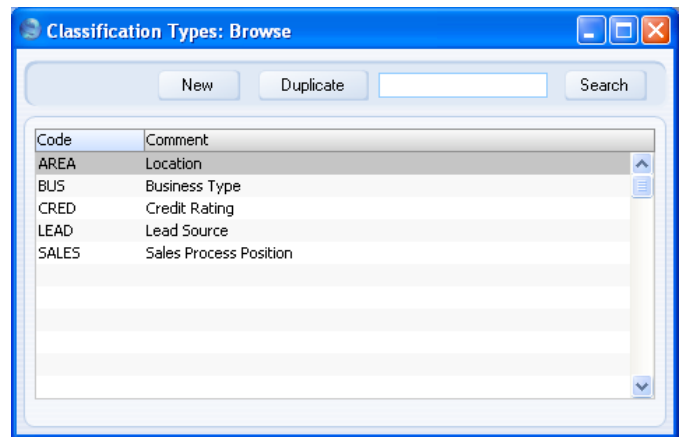 Classification Types: Browse
New Duplicate Search
Code Comment
AREA Location
BUS Business Type
CRED Credit Rating
LEAD Lead Source
SALES Sales Process Position